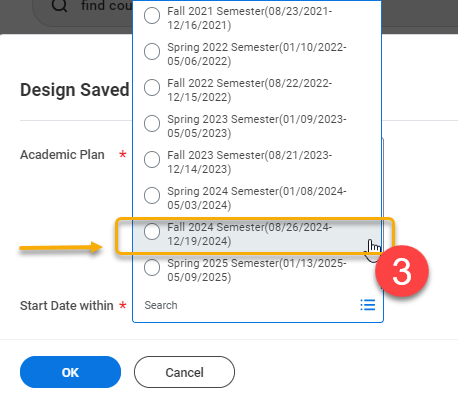 find cou
Fall 2021 Semester(08/23/2021-
12/16/2021)
Spring 2022 Semester(01/10/2022-
05/06/2022)
Fall 2022 Semester(08/22/2022-
12/15/2022)
Design Saved
Spring 2023 Semester(01/09/2023-
05/05/2023)
Academic Plan *
Fall 2023 Semester(08/21/2023-
12/14/2023)
Spring 2024 Semester(01/08/2024-
05/03/2024)
Fall 2024 Semester(08/26/2024-
12/19/2024)
Spring 2025 Semester(01/13/2025-
05/09/2025)
3
Start Date within *
Search
OK
Cancel